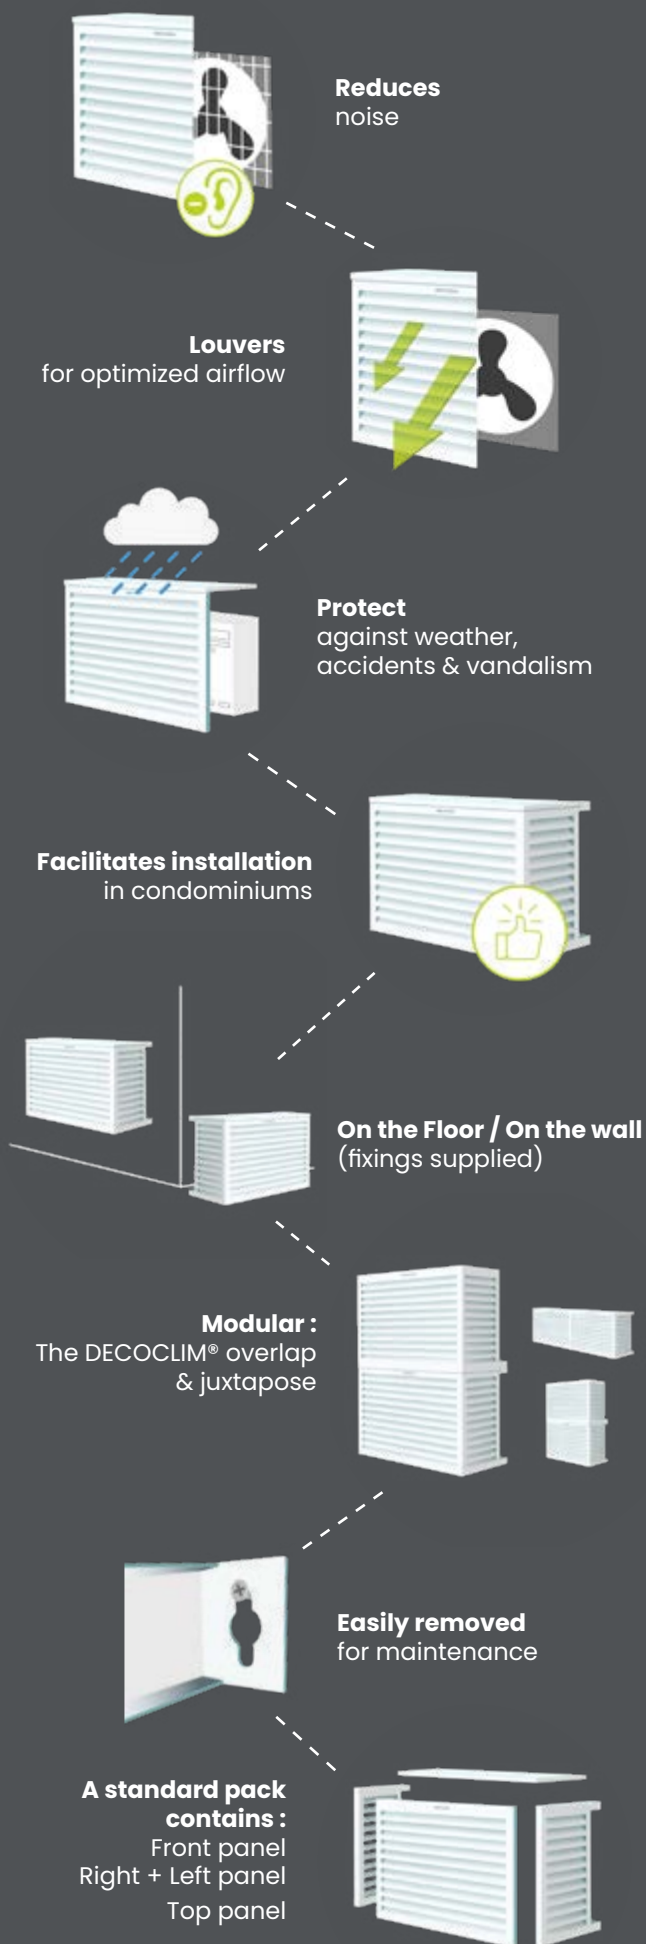 Reduces
noise
Louvers
for optimized airflow
Protect
against weather,
accidents & vandalism
Facilitates installation
in condominiums
On the Floor / On the wall
(fixings supplied)
Modular :
The DECOCLIM® overlap
& juxtapose
Easily removed
for maintenance
A standard pack
contains :
Front panel
Right + Left panel
Top panel